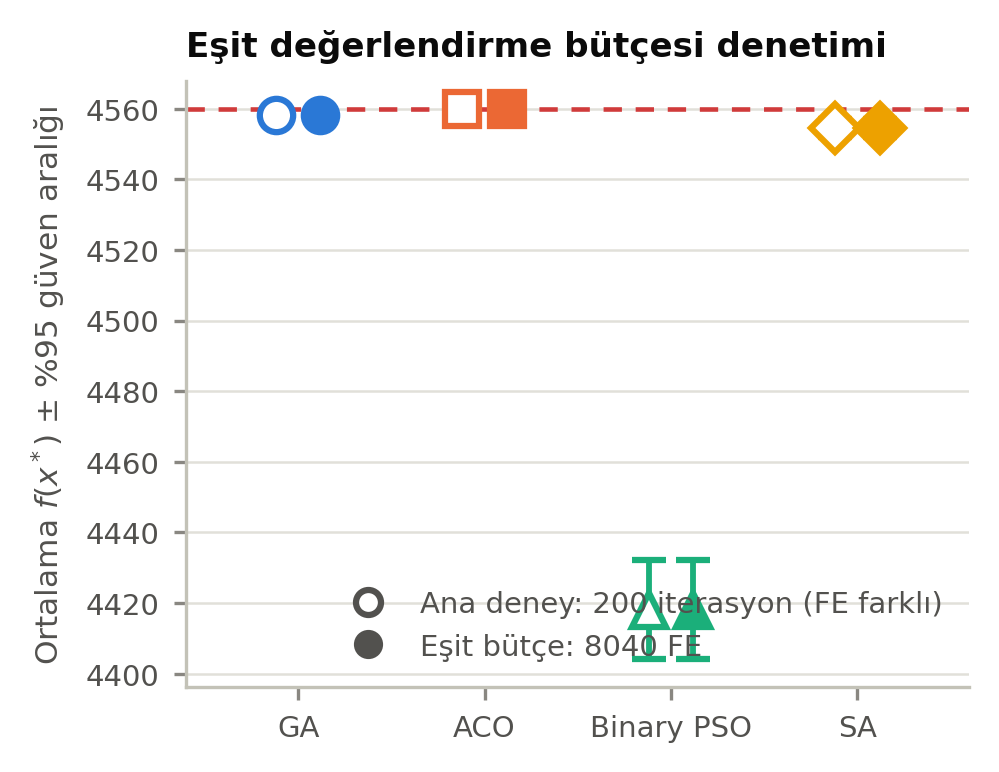 Eşit değerlendirme bütçesi denetimi
Ortalama f(x*) ± %95 güven aralığı
4560
4540
4520
4500
4480
4460
4440
4420
4400
Ana deney: 200 iterasyon (FE farklı)
Eşit bütçe: 8040 FE
GA
ACO
Binary PSO
SA